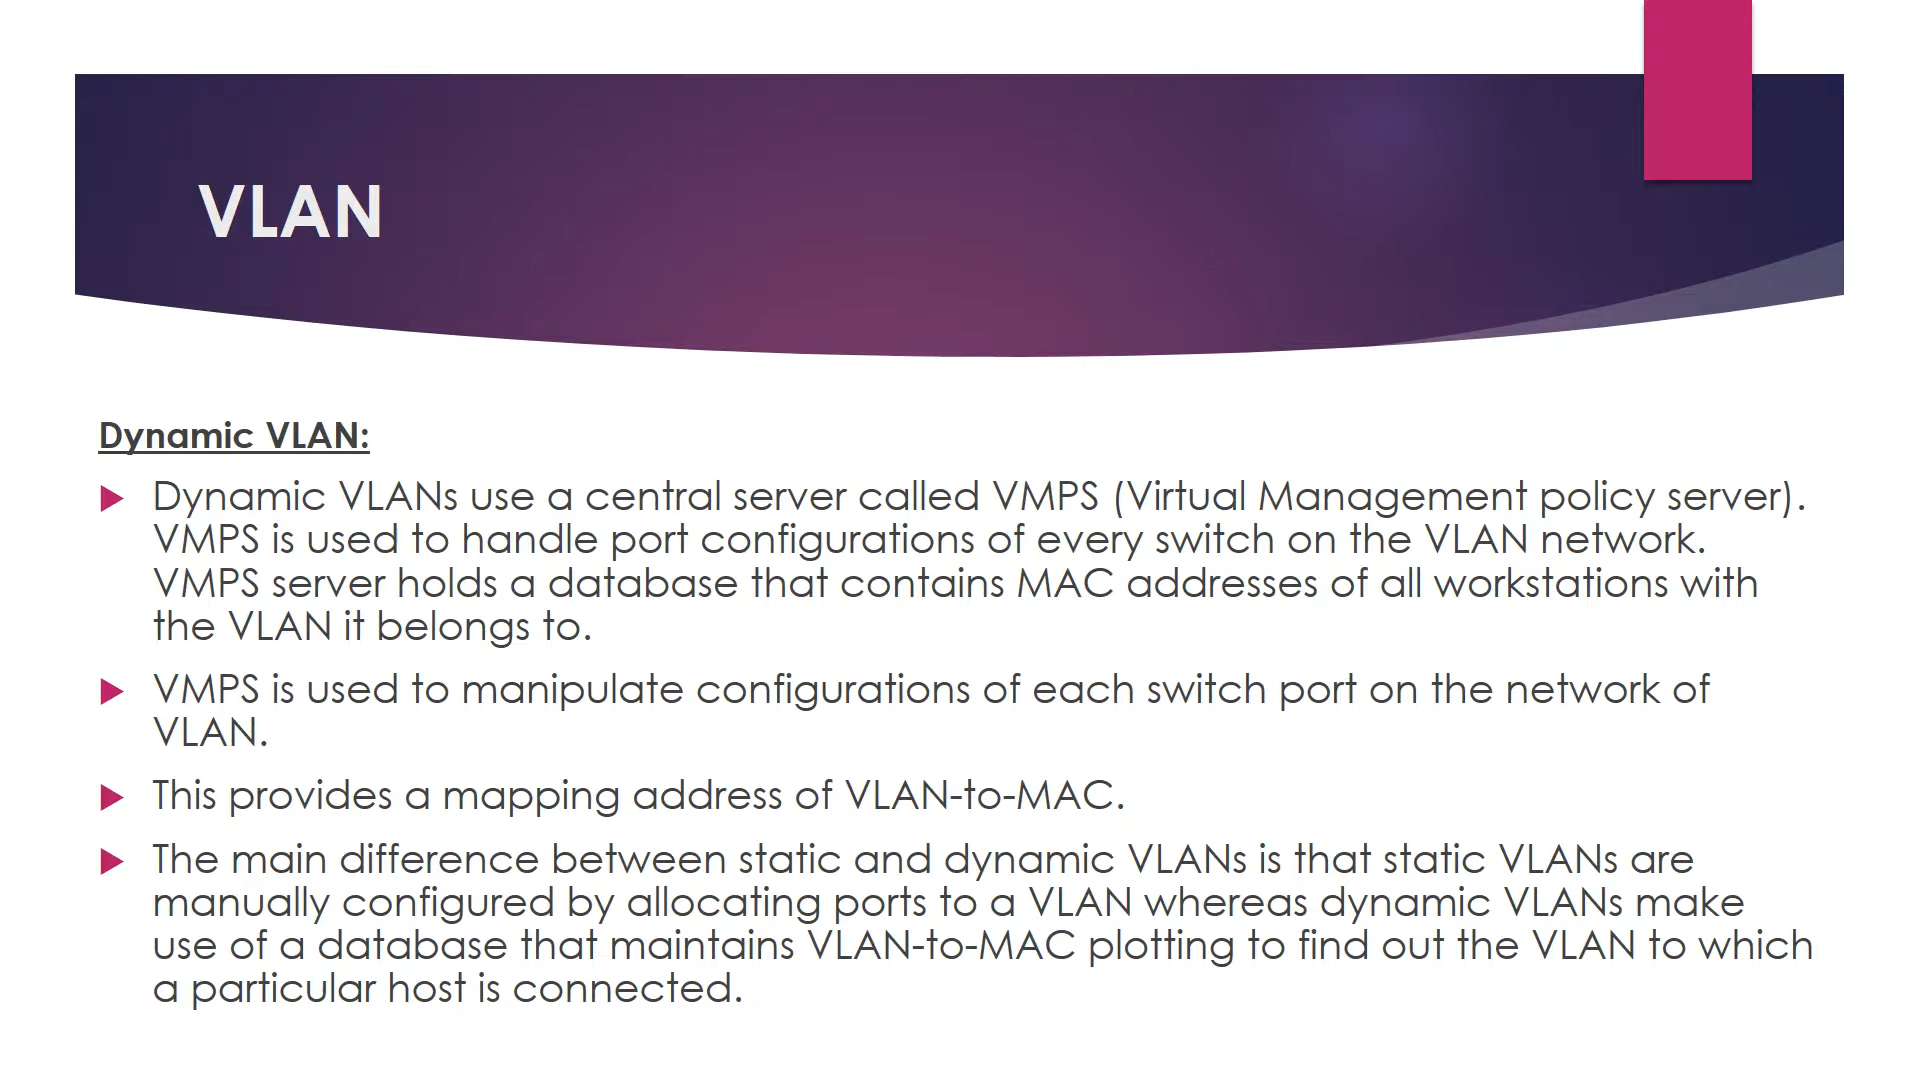 VLAN
Dynamic VLAN:
Dynamic VLANs use a central server called VMPS (Virtual Management policy server).
VMPS is used to handle port configurations of every switch on the VLAN network.
VMPS server holds a database that contains MAC addresses of all workstations with
the VLAN it belongs to.
VMPS is used to manipulate configurations of each switch port on the network of
VLAN.
This provides a mapping address of VLAN-to-MAC.
The main difference between static and dynamic VLANs is that static VLANs are
manually configured by allocating ports to a VLAN whereas dynamic VLANs make
use of a database that maintains VLAN-to-MAC plotting to find out the VLAN to which
a particular host is connected.